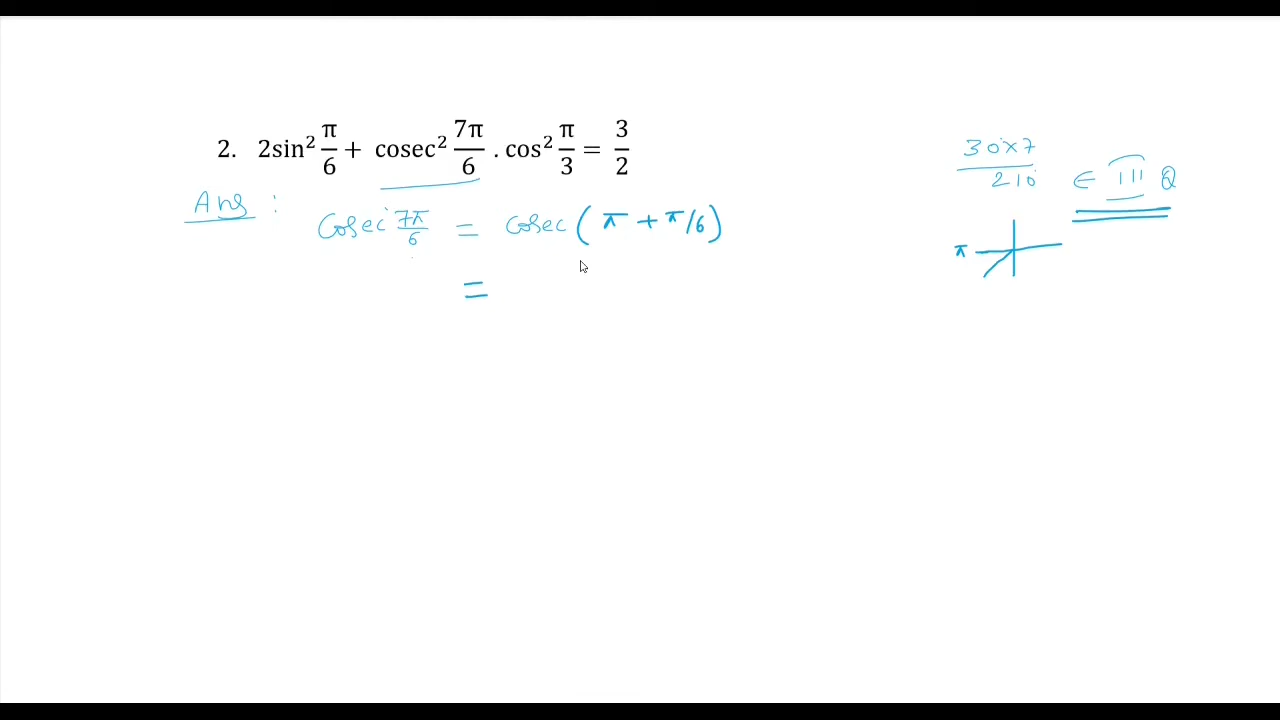 2. 2sin² π/6 + cosec² 7π/6 . cos² π/3 = 3/2
30×7
210 ∈ III Q
Ans :
Cosec 7π/6 = cosec (π + π/6)
π
=